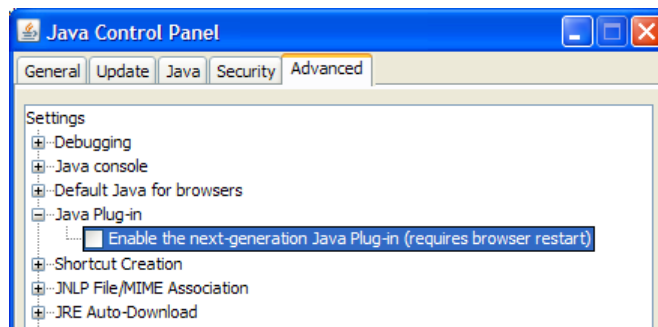 Java Control Panel
General Update Java Security Advanced
Settings
Debugging
Java console
Default Java for browsers
Java Plug-in
Enable the next-generation Java Plug-in (requires browser restart)
Shortcut Creation
JNLP File/MIME Association
JRE Auto-Download